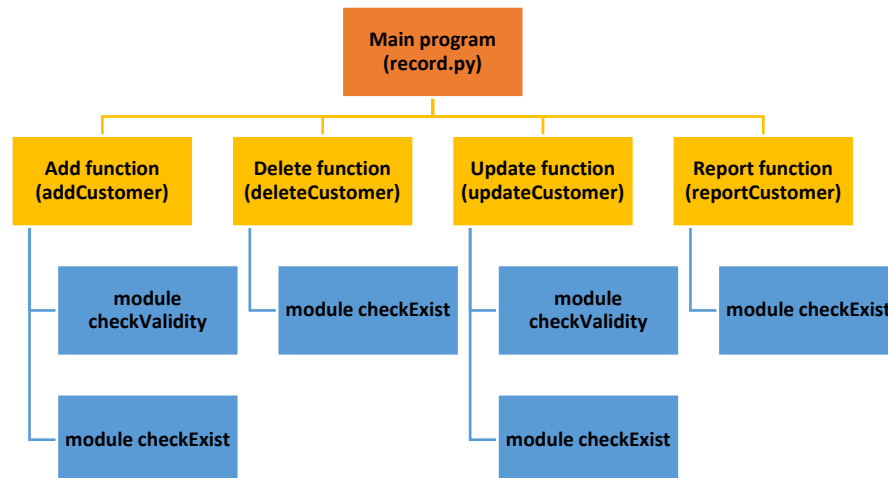 Main program
(record.py)
Add function
(addCustomer)
Delete function
(deleteCustomer)
Update function
(updateCustomer)
Report function
(reportCustomer)
module
checkValidity
module checkExist
module
checkValidity
module checkExist
module checkExist
module checkExist